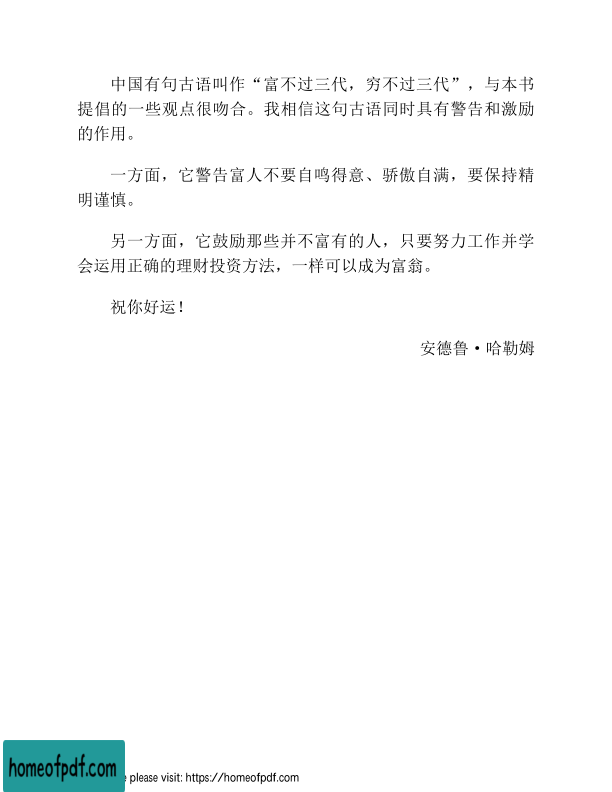 中国有句古语叫作“富不过三代，穷不过三代”，与本书
提倡的一些观点很吻合。我相信这句古语同时具有警告和激励
的作用。
一方面，它警告富人不要自鸣得意、骄傲自满，要保持精
明谨慎。
另一方面，它鼓励那些并不富有的人，只要努力工作并学
会运用正确的理财投资方法，一样可以成为富翁。
祝你好运！
安德鲁·哈勒姆
homeofpdf.com
please visit: https://homeofpdf.com